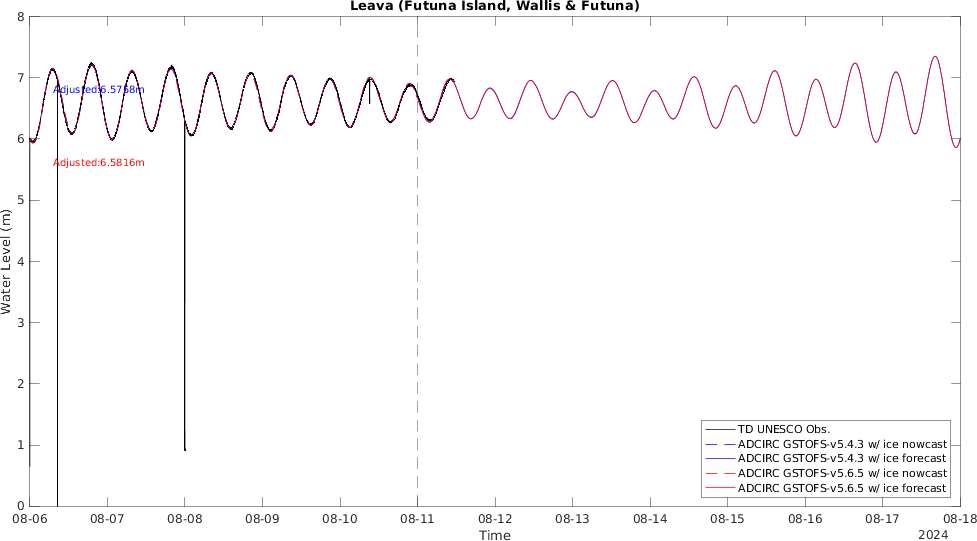 Leava (Futuna Island, Wallis & Futuna)
Water Level (m)
8
7
6
5
4
3
2
1
0
Adjusted:6.5758m
Adjusted:6.5816m
TD UNESCO Obs.
ADCIRC GSTOFS-v5.4.3 w/ ice nowcast
ADCIRC GSTOFS-v5.4.3 w/ ice forecast
ADCIRC GSTOFS-v5.6.5 w/ ice nowcast
ADCIRC GSTOFS-v5.6.5 w/ ice forecast
08-06 08-07 08-08 08-09 08-10 08-11 08-12 08-13 08-14 08-15 08-16 08-17 08-18
Time
2024